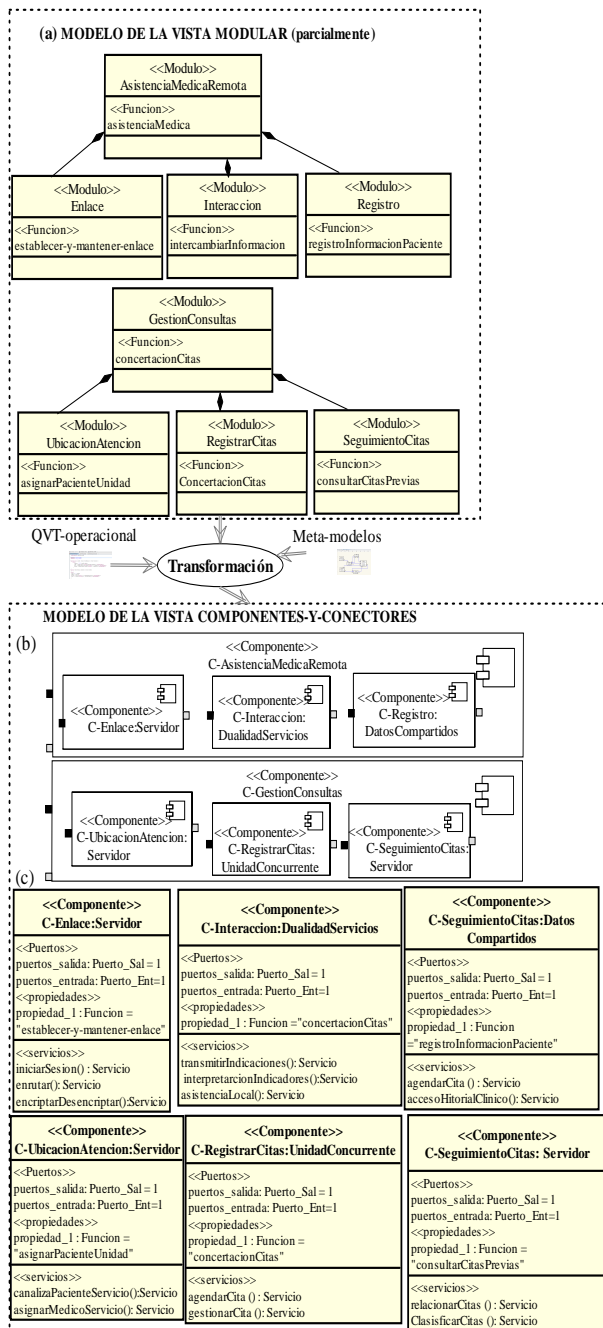 (a) MODELO DE LA VISTA MODULAR (parcialmente)
<<Modulo>>
AsistenciaMedicaRemota
<<Funcion>>
asistenciaMedica
<<Modulo>>
Enlace
<<Funcion>>
establecer-y-mantener-enlace
<<Modulo>>
Interaccion
<<Funcion>>
intercambiarInformacion
<<Modulo>>
Registro
<<Funcion>>
registroInformacionPaciente
<<Modulo>>
GestionConsultas
<<Funcion>>
concertacionCitas
<<Modulo>>
UbicacionAtencion
<<Funcion>>
asignarPacienteUnidad
<<Modulo>>
RegistrarCitas
<<Funcion>>
ConcertacionCitas
<<Modulo>>
SeguimientoCitas
<<Funcion>>
consultarCitasPrevias
QVT-operacional
Transformación
Meta-modelos
MODELO DE LA VISTA COMPONENTES-Y-CONECTORES
(b)
<<Componente>>
C-AsistenciaMedicaRemota
<<Componente>>
C-Enlace:Servidor
<<Componente>>
C-Interaccion:
DualidadServicios
<<Componente>>
C-Registro:
DatosCompartidos
<<Componente>>
C-GestionConsultas
<<Componente>>
C-UbicacionAtencion:
Servidor
<<Componente>>
C-RegistrarCitas:
UnidadConcurrente
<<Componente>>
C-SeguimientoCitas:
Servidor
(c)
<<Componente>>
C-Enlace:Servidor
<<Puertos>>
puertos_salida: Puerto_Sal = 1
puertos_entrada: Puerto_Ent=1
<<propiedades>>
propiedad_1 : Funcion =
"establecer-y-mantener-enlace"
<<servicios>>
iniciarSesion() : Servicio
enrutar(): Servicio
encriptarDesencriptar():Servicio
<<Componente>>
C-Interaccion:DualidadServicios
<<Puertos>>
puertos_salida: Puerto_Sal = 1
puertos_entrada: Puerto_Ent=1
<<propiedades>>
propiedad_1 : Funcion ="concertacionCitas"
<<servicios>>
transmitirIndicaciones(): Servicio
interpretarcionIndicadores():Servicio
asistenciaLocal(): Servicio
<<Componente>>
C-SeguimientoCitas:Datos
Compartidos
<<Puertos>>
puertos_salida: Puerto_Sal = 1
puertos_entrada: Puerto_Ent=1
<<propiedades>>
propiedad_1 : Funcion
="registroInformacionPaciente"
<<servicios>>
agendarCita () : Servicio
accesoHitorialClinico(): Servicio
<<Componente>>
C-UbicacionAtencion:Servidor
<<Puertos>>
puertos_salida: Puerto_Sal = 1
puertos_entrada: Puerto_Ent=1
<<propiedades>>
propiedad_1 : Funcion =
"asignarPacienteUnidad"
<<servicios>>
canalizaPacienteServicio():Servicio
asignarMedicoServicio(): Servicio
<<Componente>>
C-RegistrarCitas:UnidadConcurrente
<<Puertos>>
puertos_salida: Puerto_Sal = 1
puertos_entrada: Puerto_Ent=1
<<propiedades>>
propiedad_1 : Funcion =
"concertacionCitas"
<<servicios>>
agendarCita () : Servicio
gestionarCita (): Servicio
<<Componente>>
C-SeguimientoCitas: Servidor
<<Puertos>>
puertos_salida: Puerto_Sal = 1
puertos_entrada: Puerto_Ent=1
<<propiedades>>
propiedad_1 : Funcion =
"consultarCitasPrevias"
<<servicios>>
relacionarCitas () : Servicio
ClasisficarCitas (): Servicio